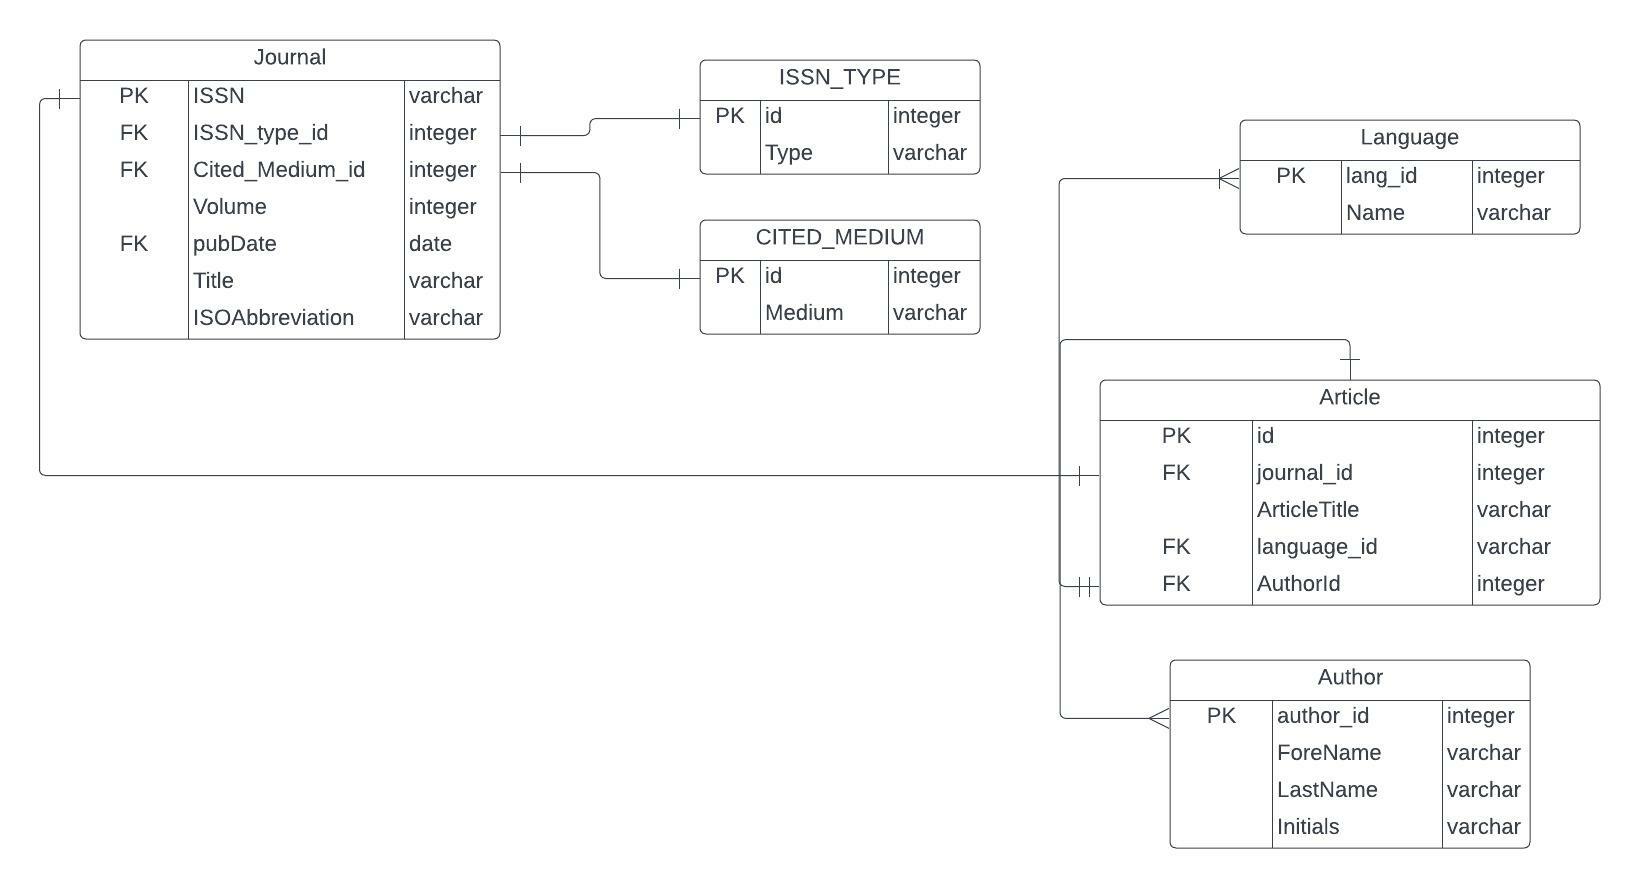 Journal
PK ISSN varchar
FK ISSN_type_id integer
FK Cited_Medium_id integer
Volume integer
FK pubDate date
Title varchar
ISOAbbreviation varchar
ISSN_TYPE
PK id integer
Type varchar
CITED_MEDIUM
PK id integer
Medium varchar
Language
PK lang_id integer
Name varchar
Article
PK id integer
FK journal_id integer
ArticleTitle varchar
FK language_id varchar
FK AuthorId integer
Author
PK author_id integer
ForeName varchar
LastName varchar
Initials varchar